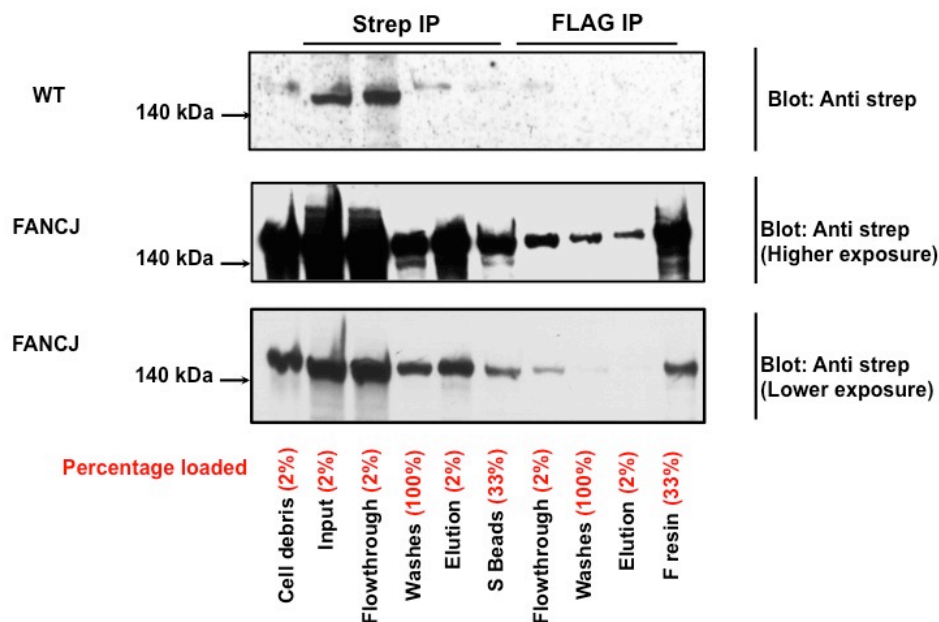 Strep IP
FLAG IP
WT
140 kDa
Blot: Anti strep
FANCJ
140 kDa
Blot: Anti strep
(Higher exposure)
FANCJ
140 kDa
Blot: Anti strep
(Lower exposure)
Percentage loaded
Cell debris (2%)
Input (2%)
Flowthrough (2%)
Washes (100%)
Elution (2%)
S Beads (33%)
Flowthrough (2%)
Washes (100%)
Elution (2%)
F resin (33%)